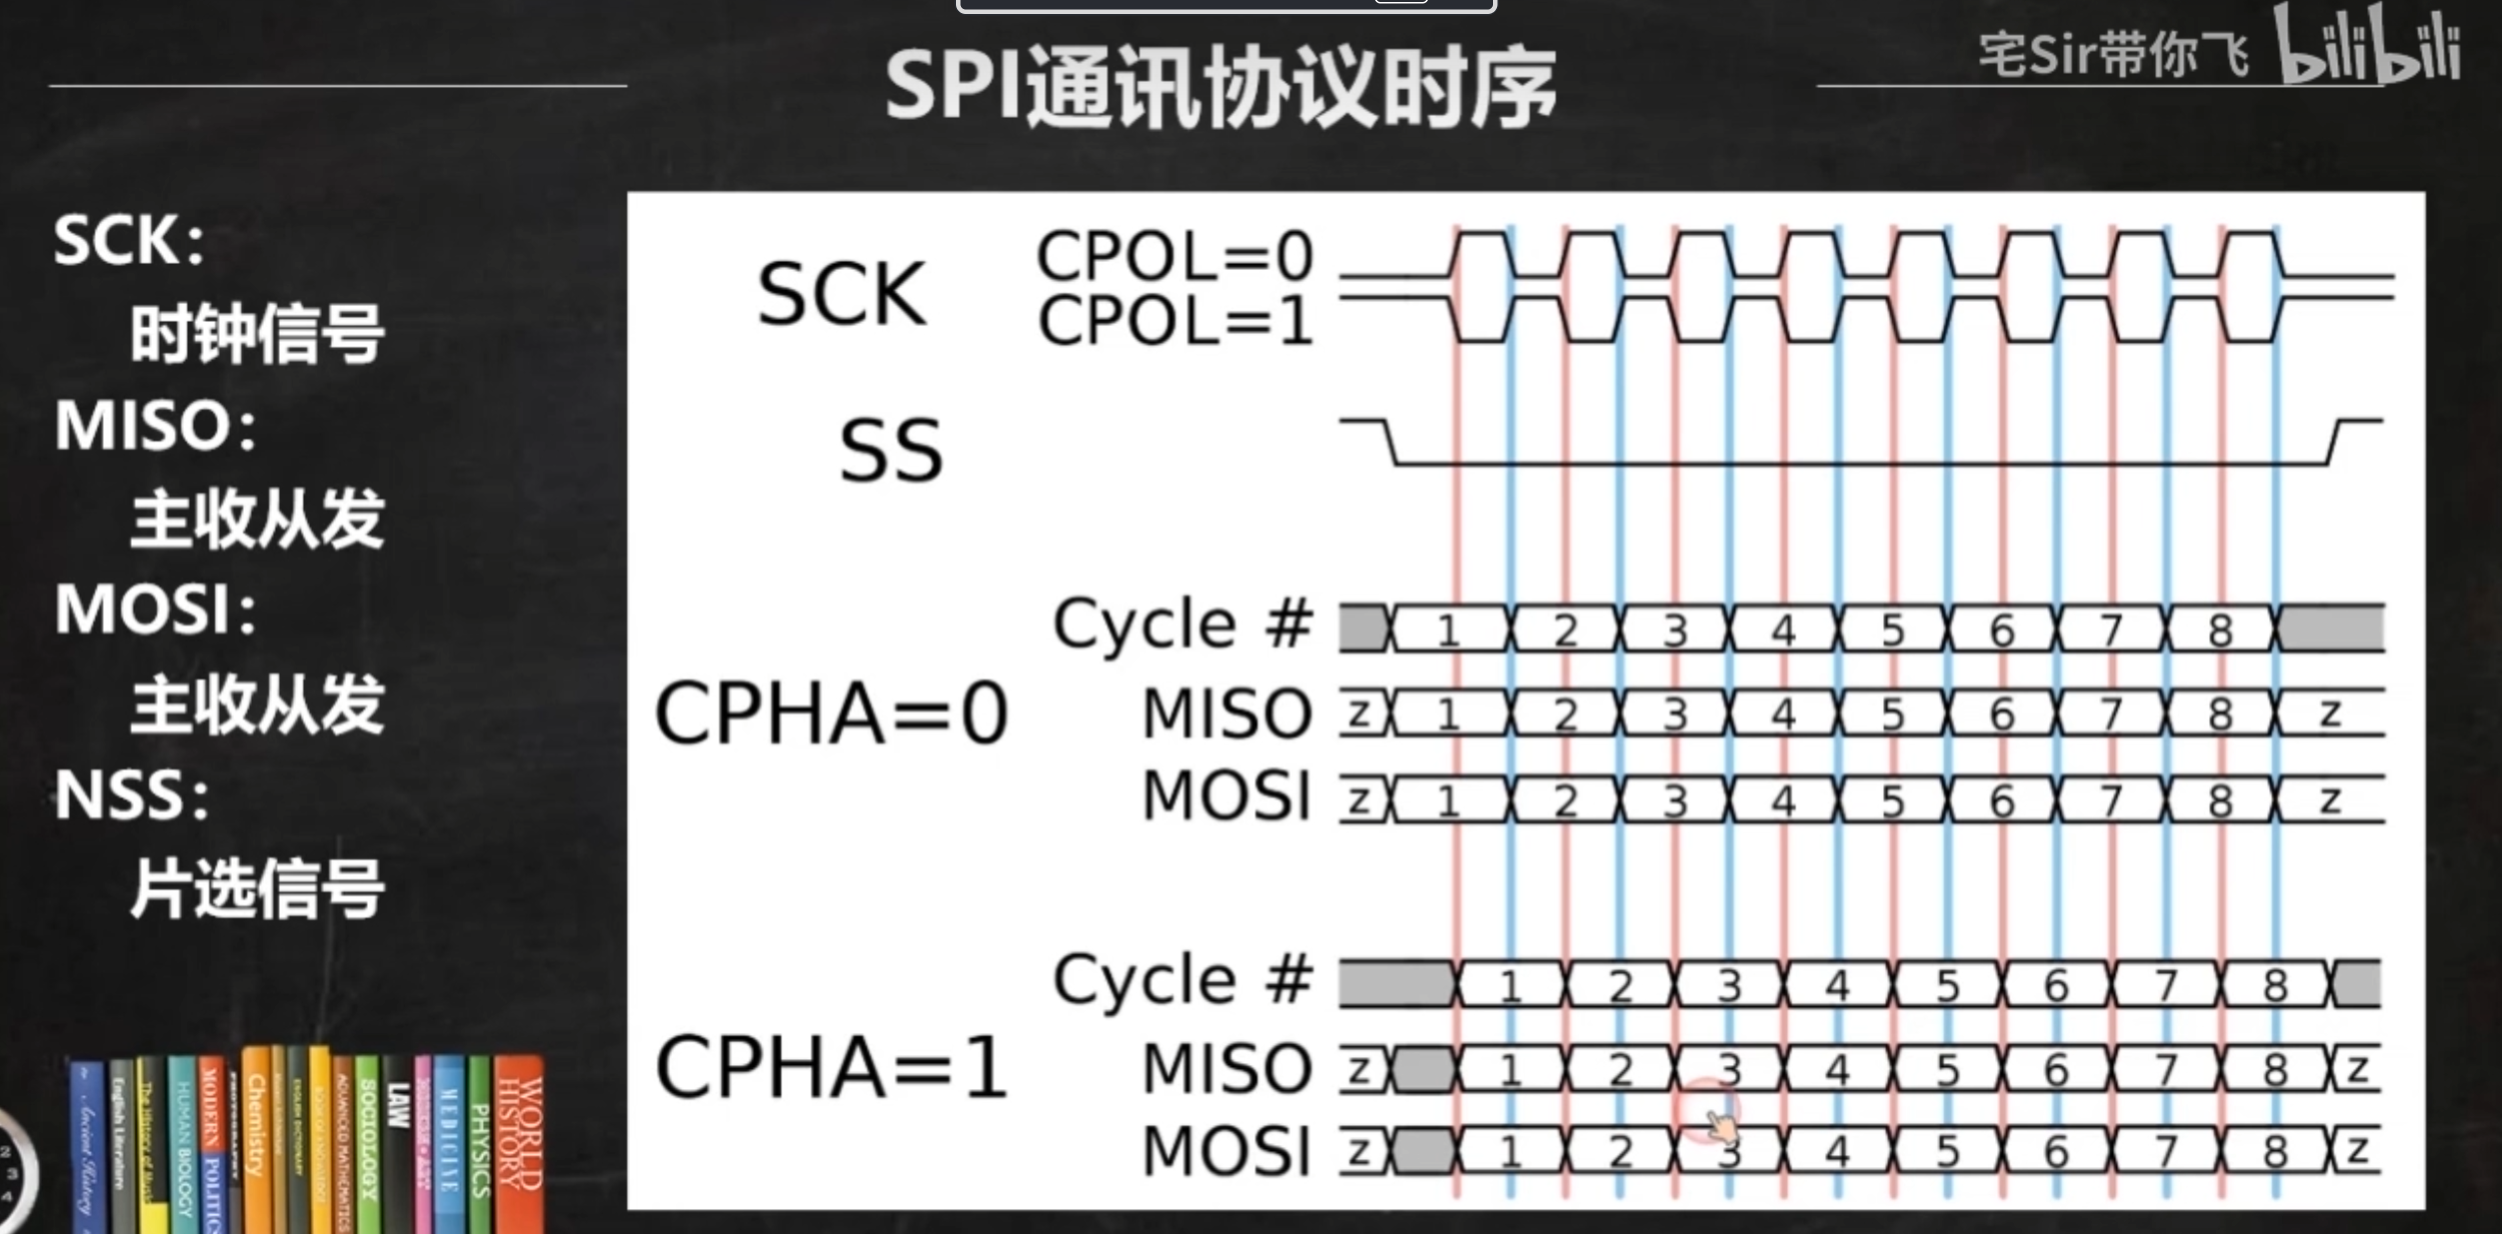 SPI通讯协议时序
宅Sir带你飞 bilibili
SCK：
时钟信号
MISO：
主收从发
MOSI：
主收从发
NSS：
片选信号
SCK CPOL=0
CPOL=1
SS
Cycle # 1 2 3 4 5 6 7 8
CPHA=0 MISO z 1 2 3 4 5 6 7 8 z
MOSI z 1 2 3 4 5 6 7 8 z
Cycle # 1 2 3 4 5 6 7 8
CPHA=1 MISO z 1 2 3 4 5 6 7 8 z
MOSI z 1 2 3 4 5 6 7 8 z
2
3
4
Ancient History
English Literature
HUMAN BIOLOGY
MODERN POLITIC
Chemistry
ADVANCED MATHEMATICS
SOCIOLOGY
LAW
MEDICINE
PHYSICS
WORLD HISTORY